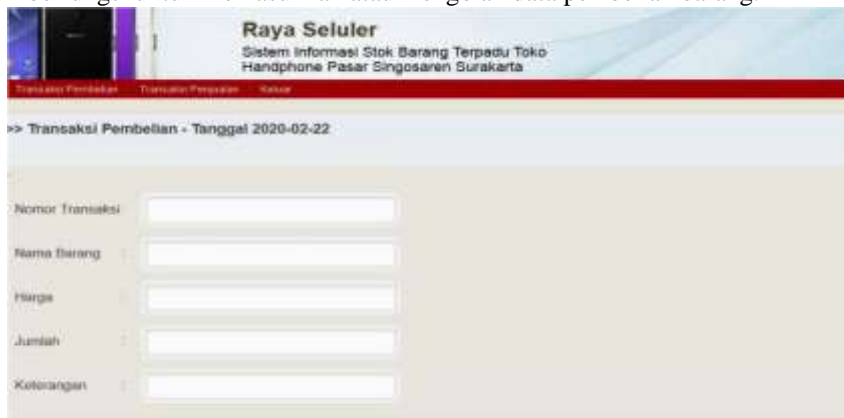 Raya Seluler
Sistem Informasi Stok Barang Terpadu Toko
Handphone Pasar Singosaren Surakarta
Transaksi Pembelian Transaksi Penjualan Keluar
>> Transaksi Pembelian - Tanggal 2020-02-22
Nomor Transaksi
Nama Barang :
Harga :
Jumlah :
Keterangan :